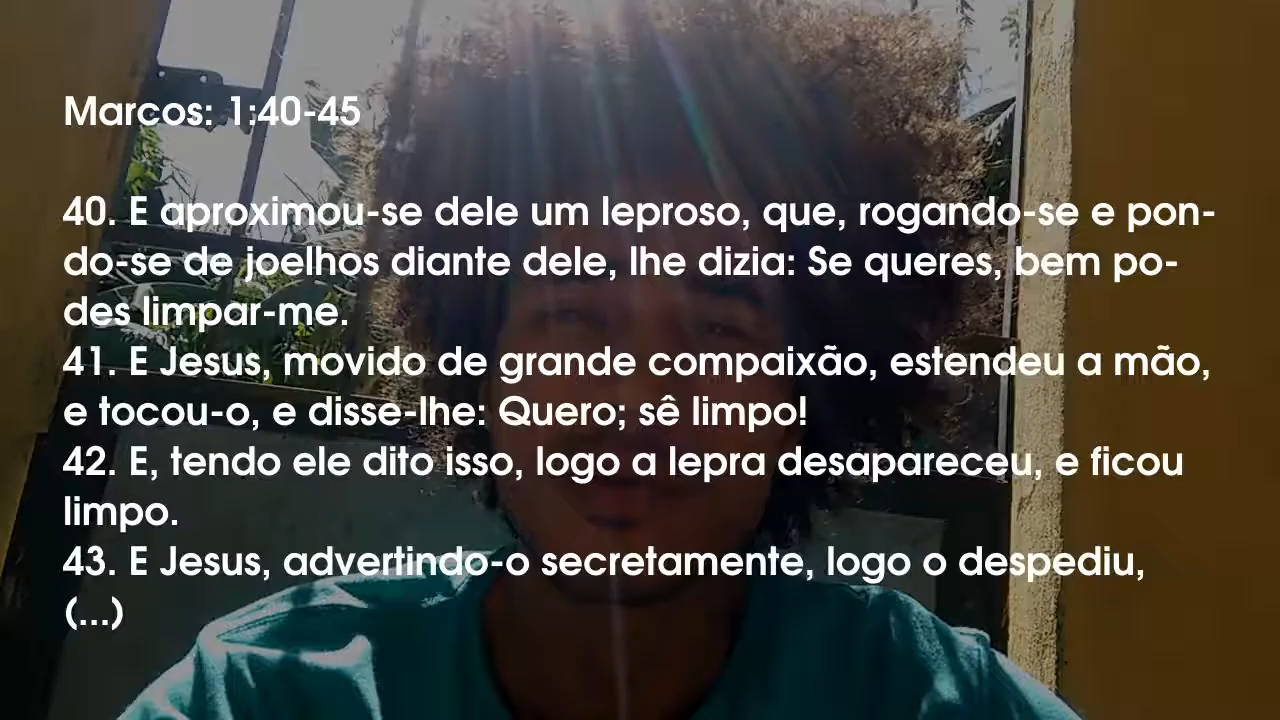 Marcos: 1:40-45
40. E aproximou-se dele um leproso, que, rogando-se e pon-
do-se de joelhos diante dele, lhe dizia: Se queres, bem po-
des limpar-me.
41. E Jesus, movido de grande compaixão, estendeu a mão,
e tocou-o, e disse-lhe: Quero; sê limpo!
42. E, tendo ele dito isso, logo a lepra desapareceu, e ficou
limpo.
43. E Jesus, advertindo-o secretamente, logo o despediu,
(...)